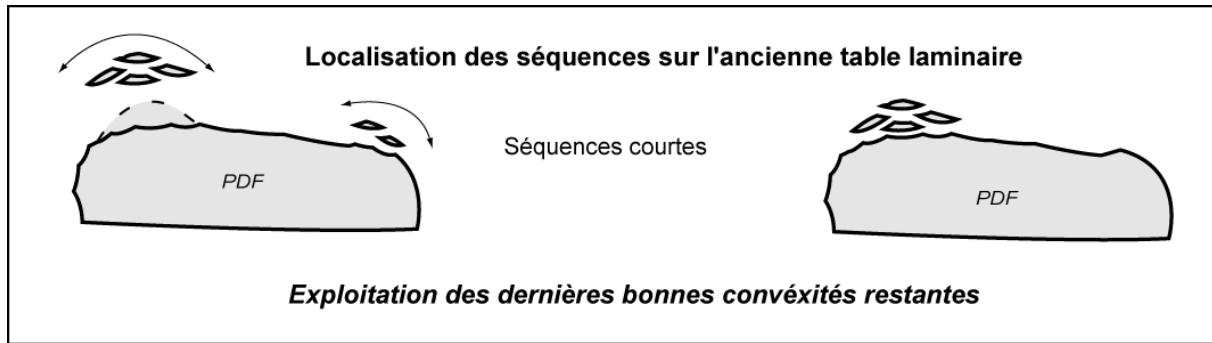 Localisation des séquences sur l'ancienne table laminaire
Séquences courtes
PDF
PDF
Exploitation des dernières bonnes convéxités restantes